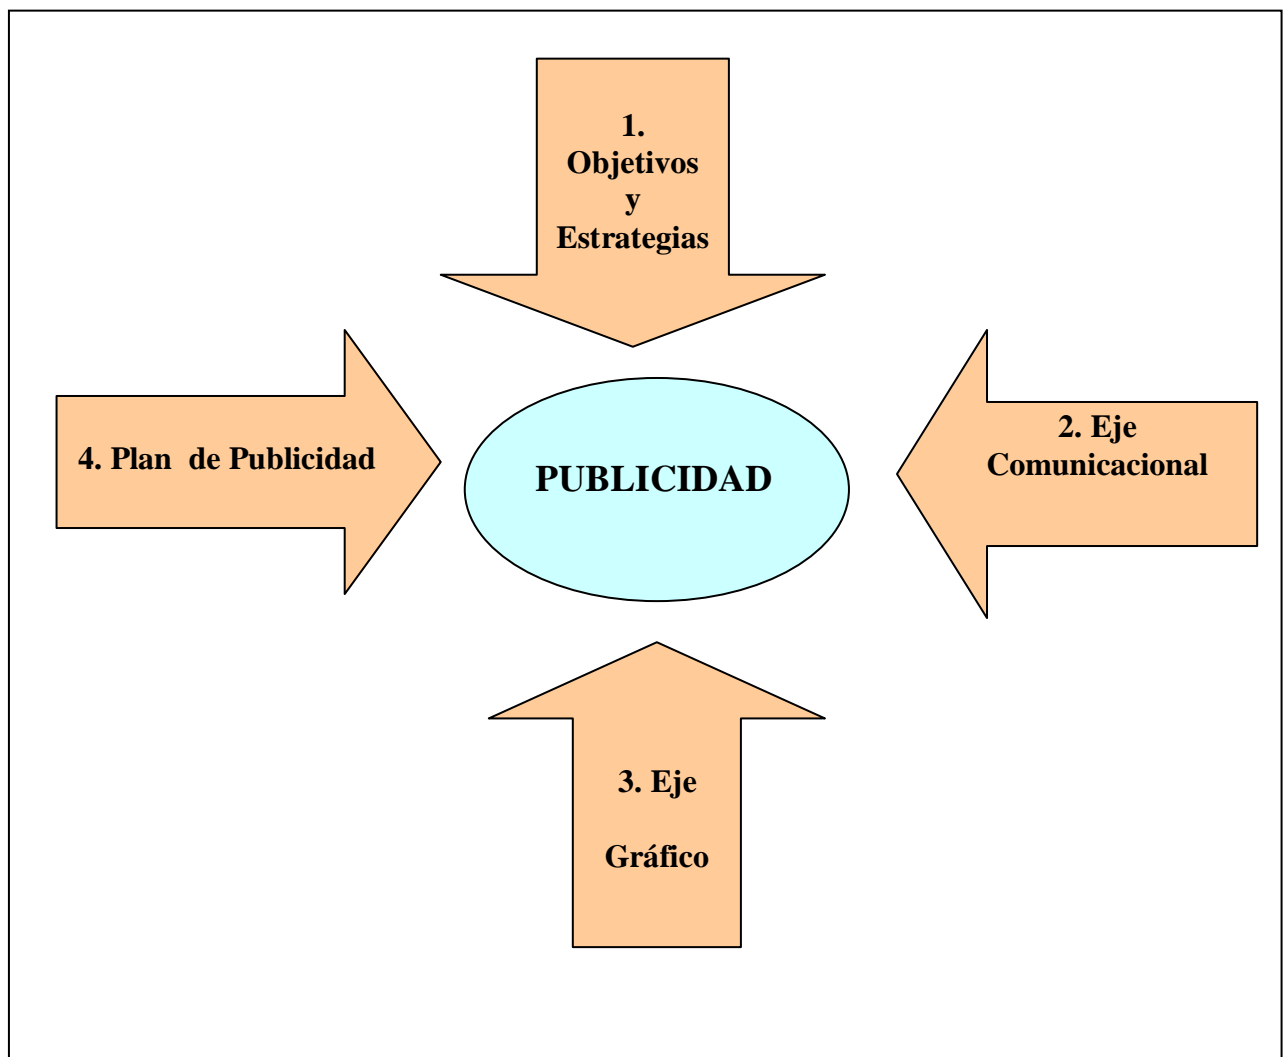 1.
Objetivos
y
Estrategias
2. Eje
Comunicacional
4. Plan  de Publicidad
PUBLICIDAD
3. Eje
Gráfico